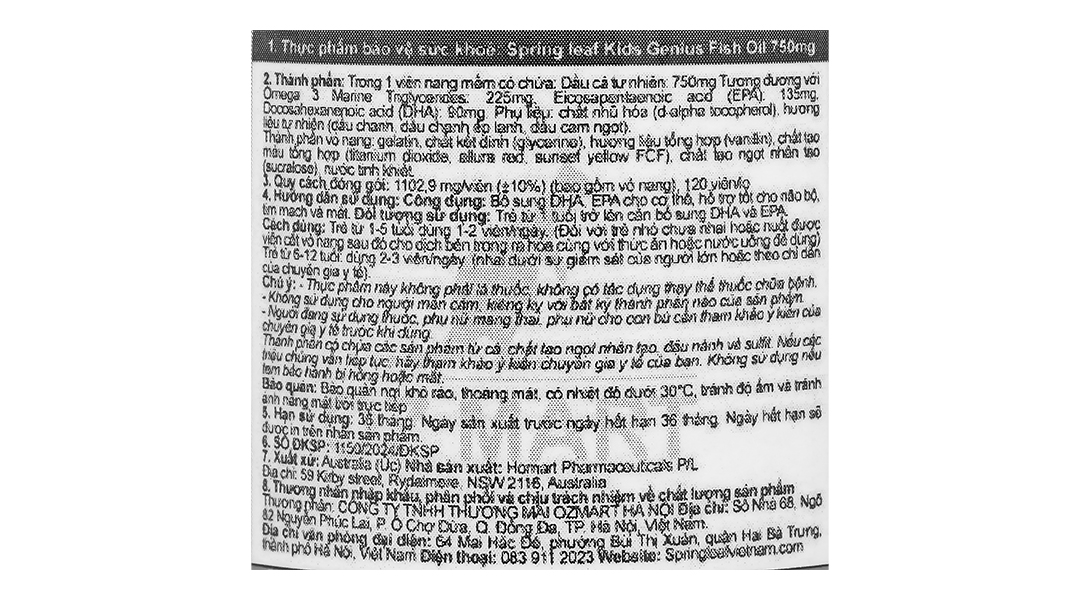 1. Thực phẩm bảo vệ sức khoẻ: Spring leaf Kids Genius Fish Oil 750mg
2. Thành phần: Trong 1 viên nang mềm có chứa: Dầu cá tự nhiên: 750mg Tương đương với
Omega 3 Marine Triglycerides: 225mg, Eicosapentaenoic acid (EPA): 135mg,
Docosahexanenoic acid (DHA): 90mg. Phụ liệu: chất nhũ hóa (d-alpha tocopherol), hương
liệu tự nhiên (dầu chanh, dầu chanh ép lạnh, dầu cam ngọt).
Thành phần vỏ nang: gelatin, chất kết dính (glycerine), hương liệu tổng hợp (vanillin), chất tạo
màu tổng hợp (titanium dioxide, allura red, sunset yellow FCF), chất tạo ngọt nhân tạo
(sucralose), nước tinh khiết.
3. Quy cách đóng gói: 1102,9 mg/viên (±10%) (bao gồm vỏ nang), 120 viên/lọ
4. Hướng dẫn sử dụng: Công dụng: Bổ sung DHA, EPA cho cơ thể, hỗ trợ tốt cho não bộ,
tim mạch và mắt. Đối tượng sử dụng: Trẻ từ 1 tuổi trở lên cần bổ sung DHA và EPA
Cách dùng: Trẻ từ 1-5 tuổi dùng 1-2 viên/ngày. (Đối với trẻ nhỏ chưa nhai hoặc nuốt được
viên cắt vỏ nang sau đó cho dịch bên trong ra hòa cùng với thức ăn hoặc nước uống để dùng)
Trẻ từ 6-12 tuổi: dùng 2-3 viên/ngày (nhai dưới sự giám sát của người lớn hoặc theo chỉ dẫn
của chuyên gia y tế).
Chú ý: - Thực phẩm này không phải là thuốc, không có tác dụng thay thế thuốc chữa bệnh.
- Không sử dụng cho người mẫn cảm, kiêng kỵ với bất kỳ thành phần nào của sản phẩm
- Người đang sử dụng thuốc, phụ nữ mang thai, phụ nữ cho con bú cần tham khảo ý kiến của
chuyên gia y tế trước khi dùng.
Thành phần có chứa các sản phẩm từ cá, chất tạo ngọt nhân tạo, đậu nành và sulfit. Nếu các
triệu chứng vẫn tiếp tục, hãy tham khảo ý kiến chuyên gia y tế của bạn. Không sử dụng nếu
tem bảo hành bị hỏng hoặc mất.
Bảo quản: Bảo quản nơi khô ráo, thoáng mát, có nhiệt độ dưới 30°C, tránh độ ẩm và tránh
ánh nắng mặt trời trực tiếp
5. Hạn sử dụng: 36 tháng. Ngày sản xuất trước ngày hết hạn 36 tháng. Ngày hết hạn sẽ
được in trên nhãn sản phẩm.
6. SỐ ĐKSP: 1150/2024/ĐKSP
7. Xuất xứ: Australia (Úc) Nhà sản xuất: Homart Pharmaceuticals P/L
Địa chỉ: 59 Kirby street, Rydalmere, NSW 2116, Australia
8. Thương nhân nhập khẩu, phân phối và chịu trách nhiệm về chất lượng sản phẩm
Thương phân: CÔNG TY TNHH THƯƠNG MẠI OZMART HÀ NỘI Địa chỉ: Số Nhà 68, Ngõ
82 Nguyễn Phúc Lai, P. Ô Chợ Dừa, Q. Đống Đa, TP. Hà Nội, Việt Nam.
Địa chỉ văn phòng đại diện: 64 Mai Hắc Đế, phường Bùi Thị Xuân, quận Hai Bà Trưng,
thành phố Hà Nội, Việt Nam Điện thoại: 083 911 2023 Website: Springleafvietnam.com
MART